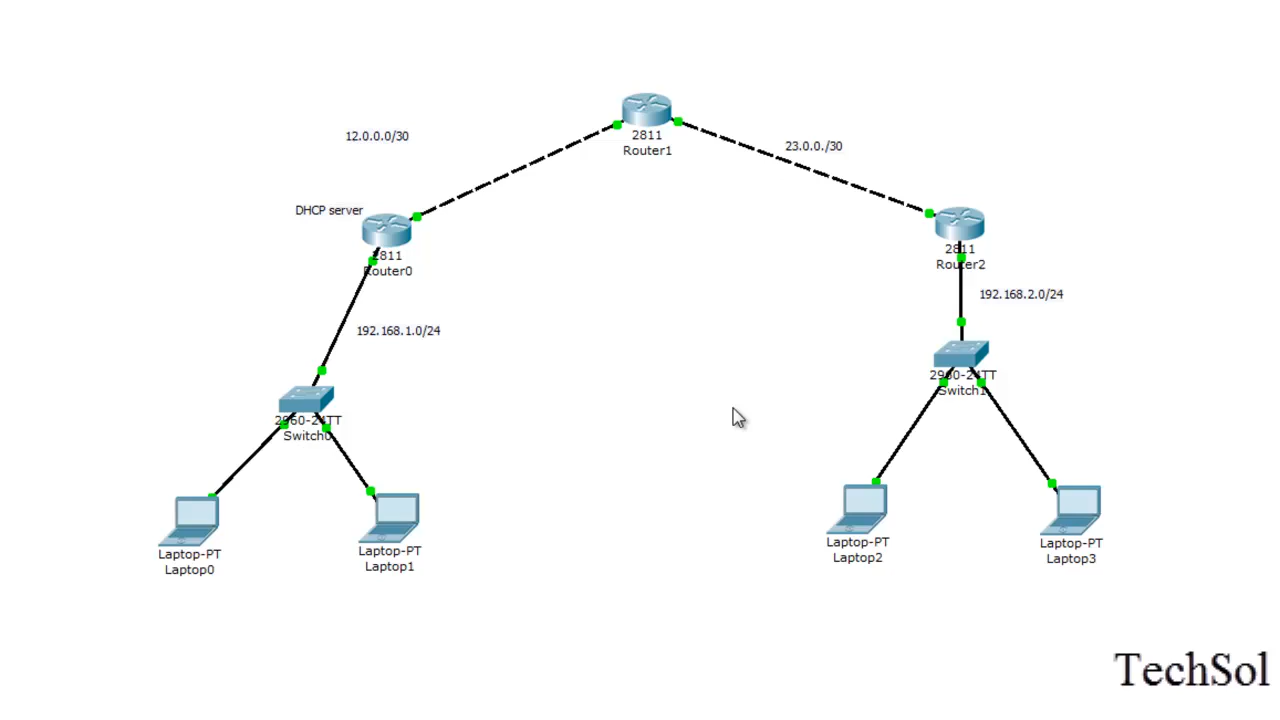 2811
Router1
12.0.0.0/30
23.0.0./30
DHCP server
2811
Router0
2811
Router2
192.168.2.0/24
192.168.1.0/24
2960-24TT
Switch1
2960-24TT
Switch0
Laptop-PT
Laptop0
Laptop-PT
Laptop1
Laptop-PT
Laptop2
Laptop-PT
Laptop3
TechSol